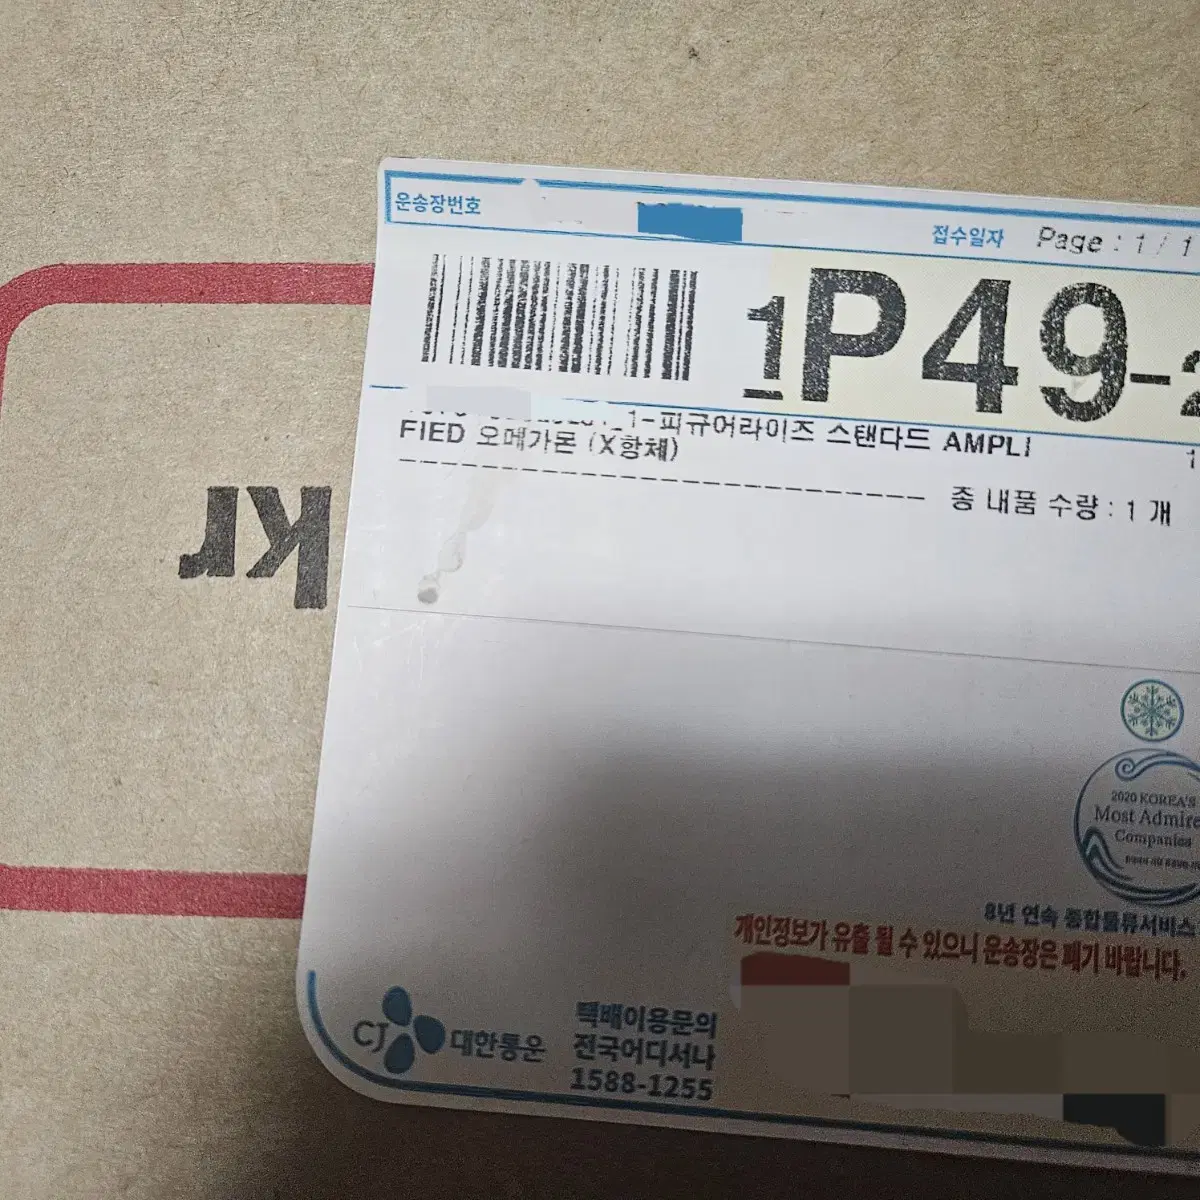 운송장번호
접수일자 Page : 1 / 1
1P49-2
1-피규어라이즈 스탠다드 AMPLI
FIED 오메가몬 (X항체)
1
총 내품 수량 : 1 개
kr
2020 KOREA'S
Most Admire
Companies
8년 연속 종합물류서비스
개인정보가 유출 될 수 있으니 운송장은 폐기 바랍니다.
CJ 대한통운
택배이용문의
전국어디서나
1588-1255